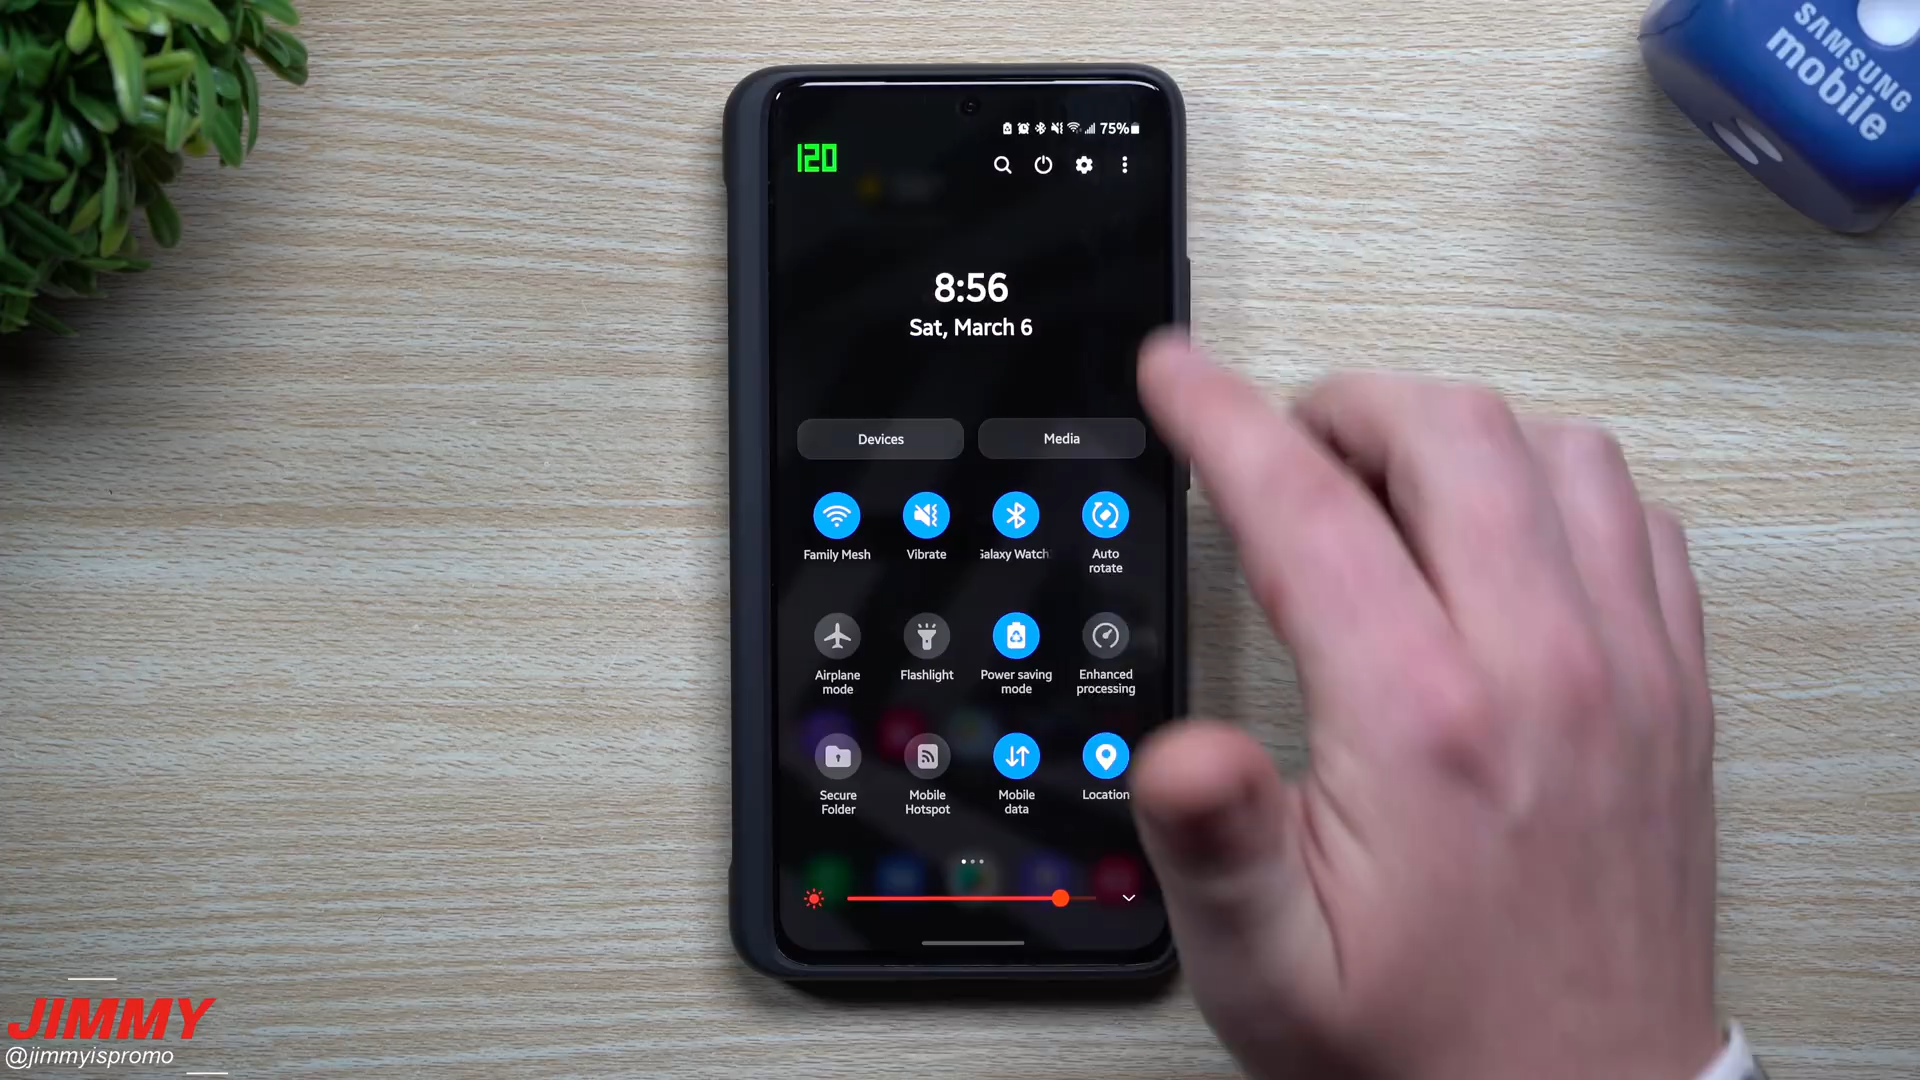 SAMSUNG
mobile
75%
120
8:56
Sat, March 6
Devices
Media
Family Mesh
Vibrate
Galaxy Watch
Auto
rotate
Airplane
mode
Flashlight
Power saving
mode
Enhanced
processing
Secure
Folder
Mobile
Hotspot
Mobile
data
Location
JIMMY
@jimmyispromo